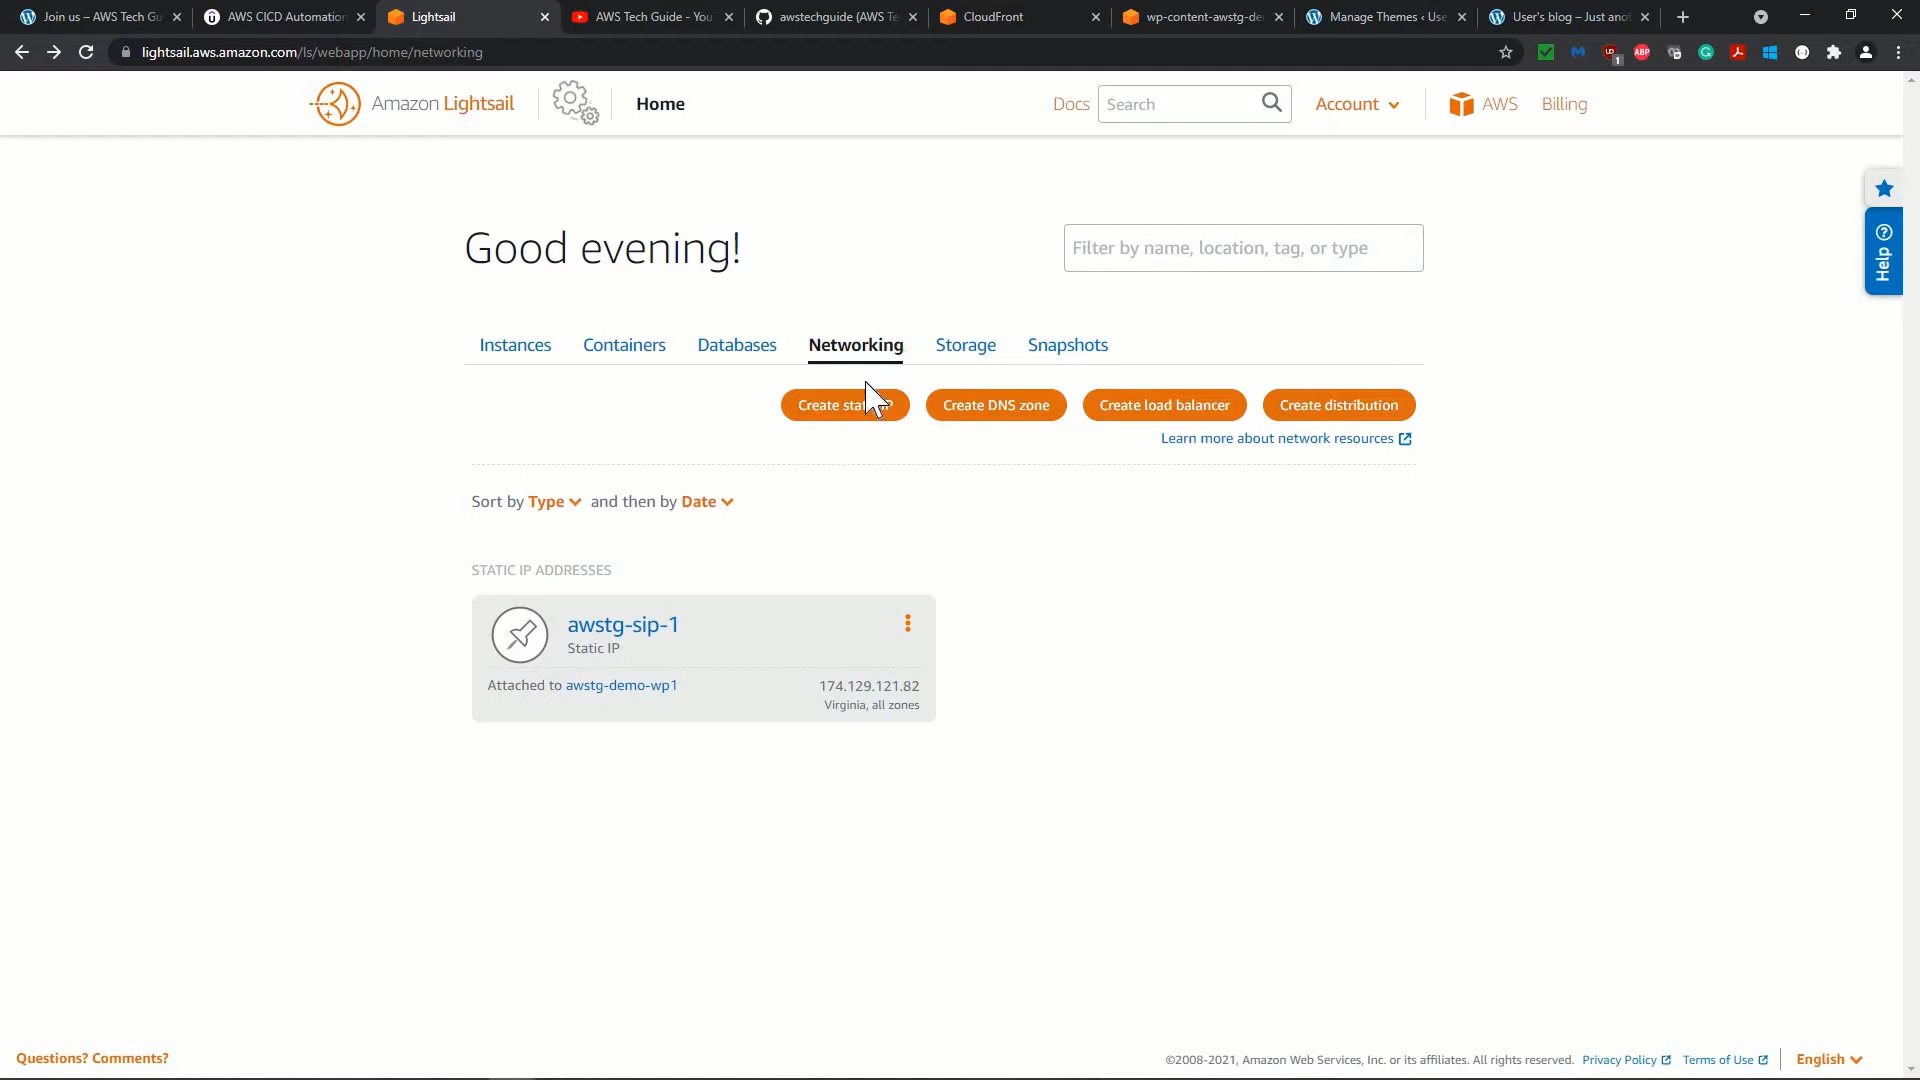 Join us – AWS Tech Gu
AWS CICD Automation
Lightsail
AWS Tech Guide - You
awstechguide (AWS Te
CloudFront
wp-content-awstg-de
Manage Themes ‹ Use
User's blog – Just anot
lightsail.aws.amazon.com/ls/webapp/home/networking
1
ABP
Amazon Lightsail
Home
Docs
Search
Account
AWS
Billing
Help
Good evening!
Filter by name, location, tag, or type
Instances
Containers
Databases
Networking
Storage
Snapshots
Create stat P
Create DNS zone
Create load balancer
Create distribution
Learn more about network resources
Sort by Type and then by Date
STATIC IP ADDRESSES
awstg-sip-1
Static IP
Attached to awstg-demo-wp1
174.129.121.82
Virginia, all zones
Questions? Comments?
©2008-2021, Amazon Web Services, Inc. or its affiliates. All rights reserved.
Privacy Policy
Terms of Use
English